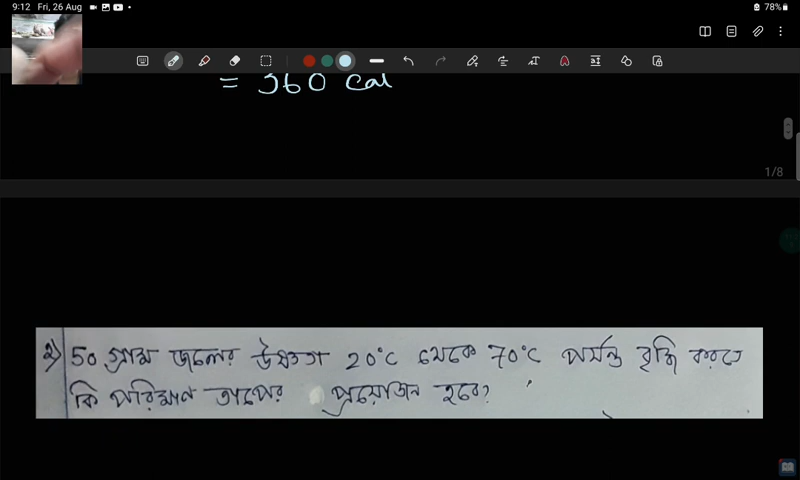 9:12 Fri, 26 Aug
78%
= 360 Cal
1/8
২) 50 গ্রাম জলের উষ্ণতা 20°C থেকে 70°C পর্যন্ত বৃদ্ধি করতে
কি পরিমাণ তাপের প্রয়োজন হবে?